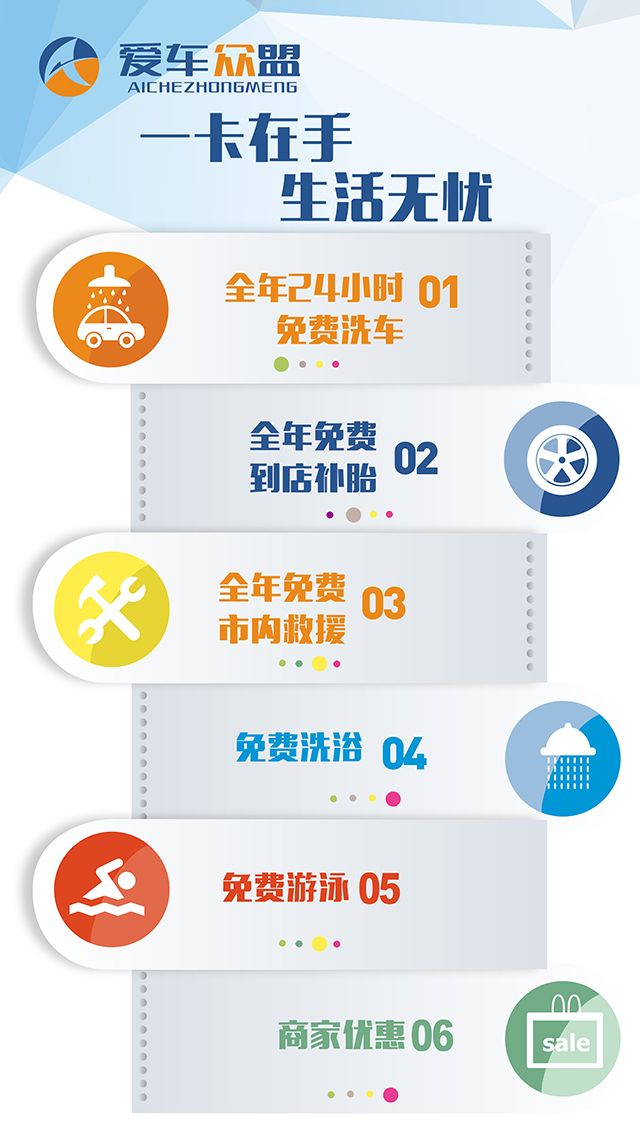 爱车众盟
AICHEZHONGMENG
一卡在手
生活无忧
全年24小时 01
免费洗车
全年免费
到店补胎 02
全年免费
市内救援 03
免费洗浴 04
免费游泳 05
商家优惠 06
sale